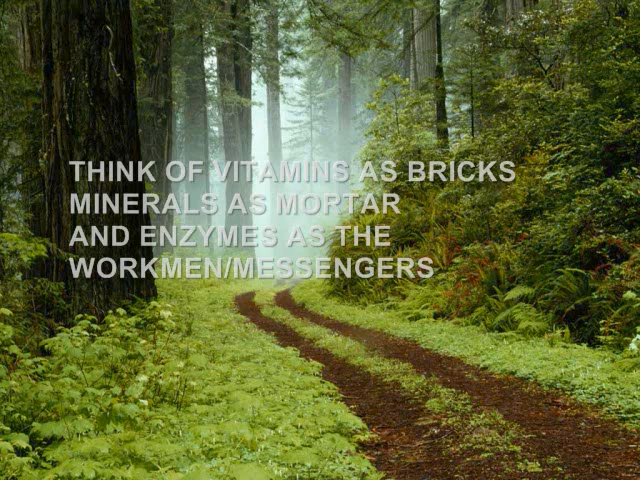 THINK OF VITAMINS AS BRICKS
MINERALS AS MORTAR
AND ENZYMES AS THE
WORKMEN/MESSENGERS